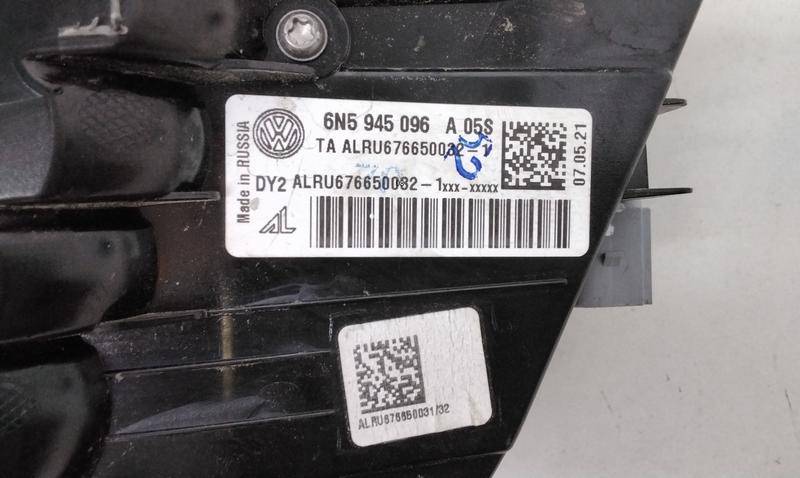 6N5 945 096 A 05S
TA ALRU676650032-1
DY2 ALRU676650032-1xxx-xxxxx
Made in RUSSIA
07.05.21
AL
ALRU676650031/32